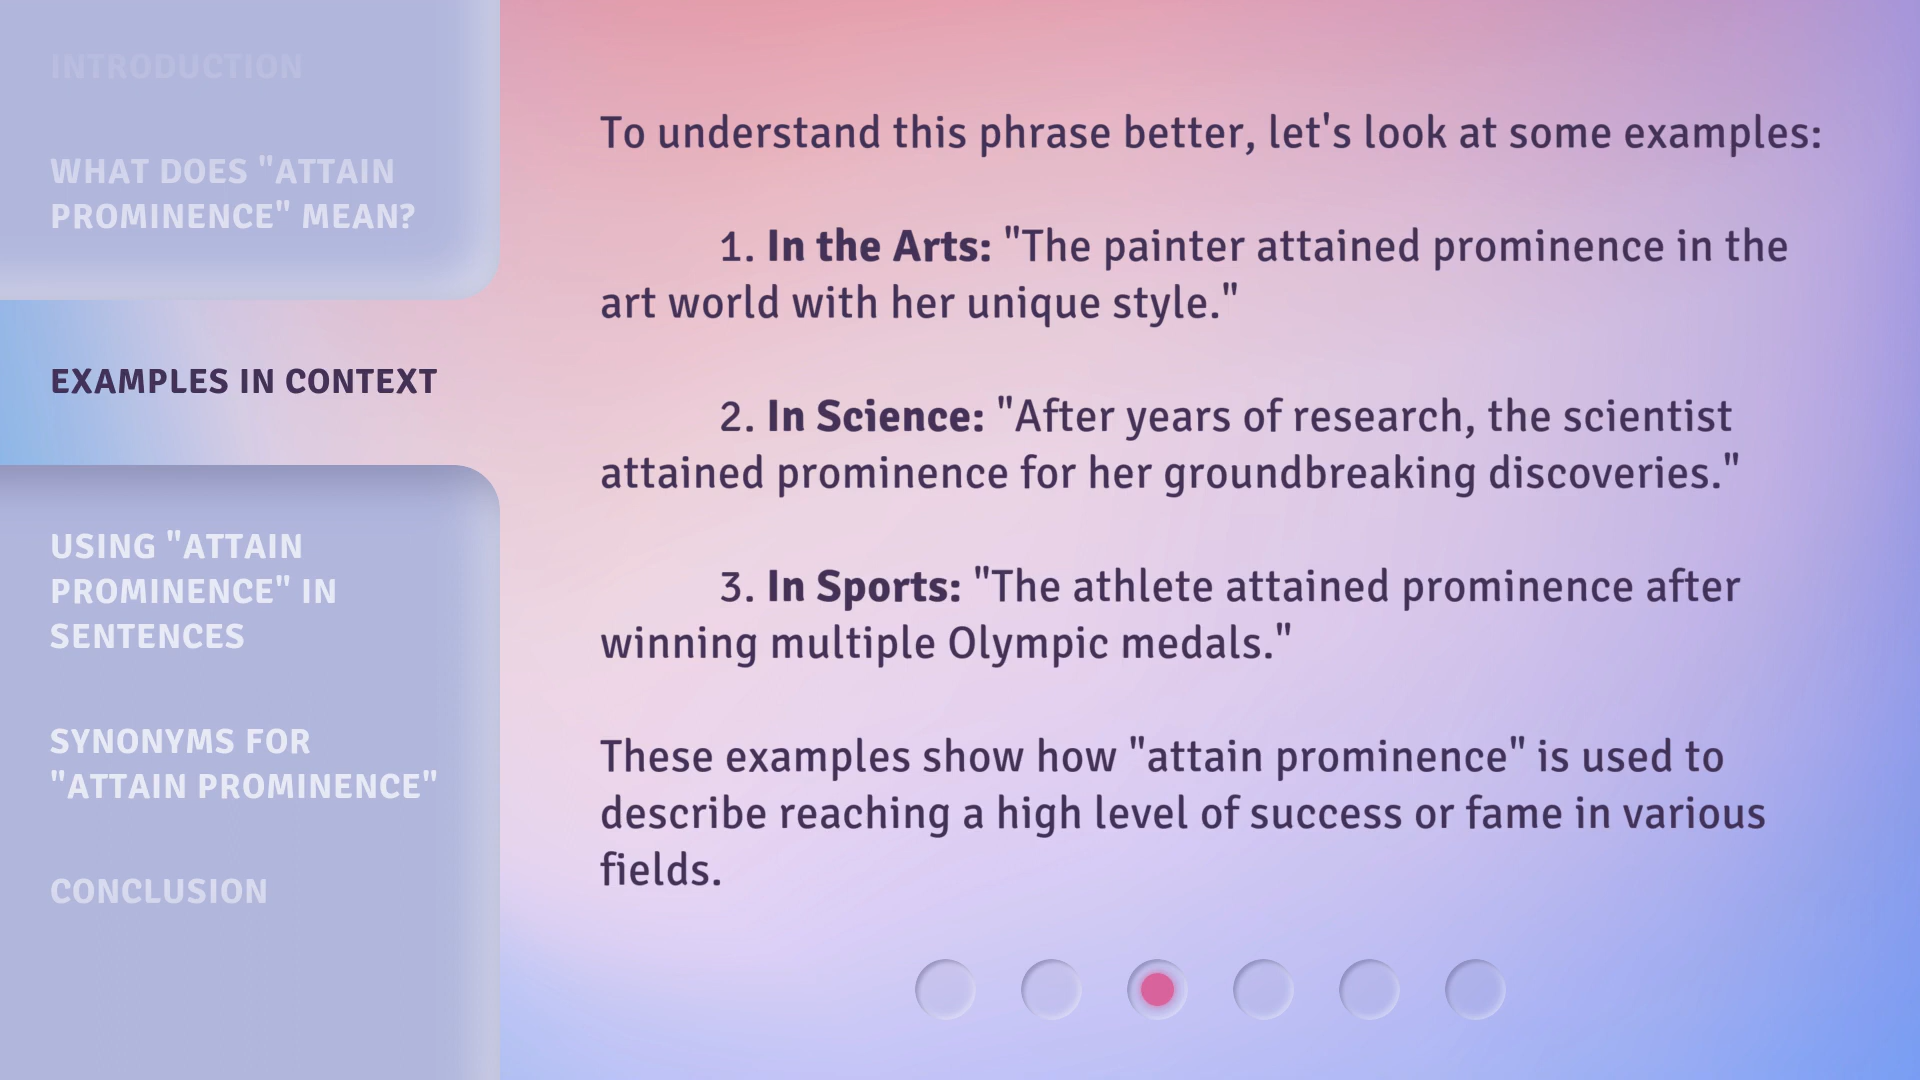 INTRODUCTION
WHAT DOES "ATTAIN
PROMINENCE" MEAN?
EXAMPLES IN CONTEXT
USING "ATTAIN
PROMINENCE" IN
SENTENCES
SYNONYMS FOR
"ATTAIN PROMINENCE"
CONCLUSION
To understand this phrase better, let's look at some examples:
1. In the Arts: "The painter attained prominence in the
art world with her unique style."
2. In Science: "After years of research, the scientist
attained prominence for her groundbreaking discoveries."
3. In Sports: "The athlete attained prominence after
winning multiple Olympic medals."
These examples show how "attain prominence" is used to
describe reaching a high level of success or fame in various
fields.